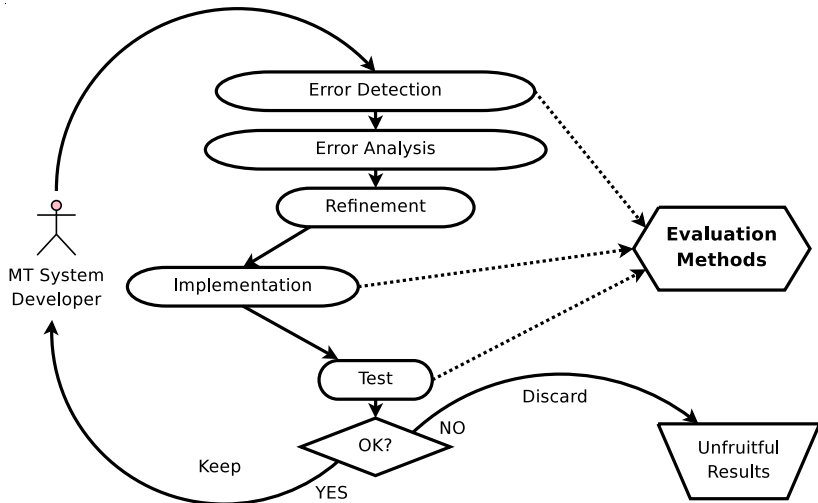 Error Detection
Error Analysis
Refinement
Evaluation
Methods
MT System
Developer
Implementation
Test
Discard
NO
OK?
Unfruitful
Results
Keep
YES